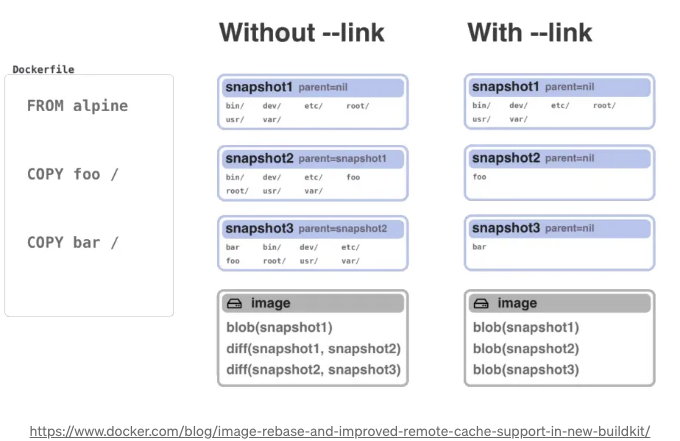 Without --link
With --link
Dockerfile
FROM alpine
COPY foo /
COPY bar /
snapshot1 parent=nil
bin/ dev/ etc/ root/
usr/ var/
snapshot2 parent=snapshot1
bin/ dev/ etc/ foo
root/ usr/ var/
snapshot3 parent=snapshot2
bar bin/ dev/ etc/
foo root/ usr/ var/
image
blob(snapshot1)
diff(snapshot1, snapshot2)
diff(snapshot2, snapshot3)
snapshot1 parent=nil
bin/ dev/ etc/ root/
usr/ var/
snapshot2 parent=nil
foo
snapshot3 parent=nil
bar
image
blob(snapshot1)
blob(snapshot2)
blob(snapshot3)
https://www.docker.com/blog/image-rebase-and-improved-remote-cache-support-in-new-buildkit/